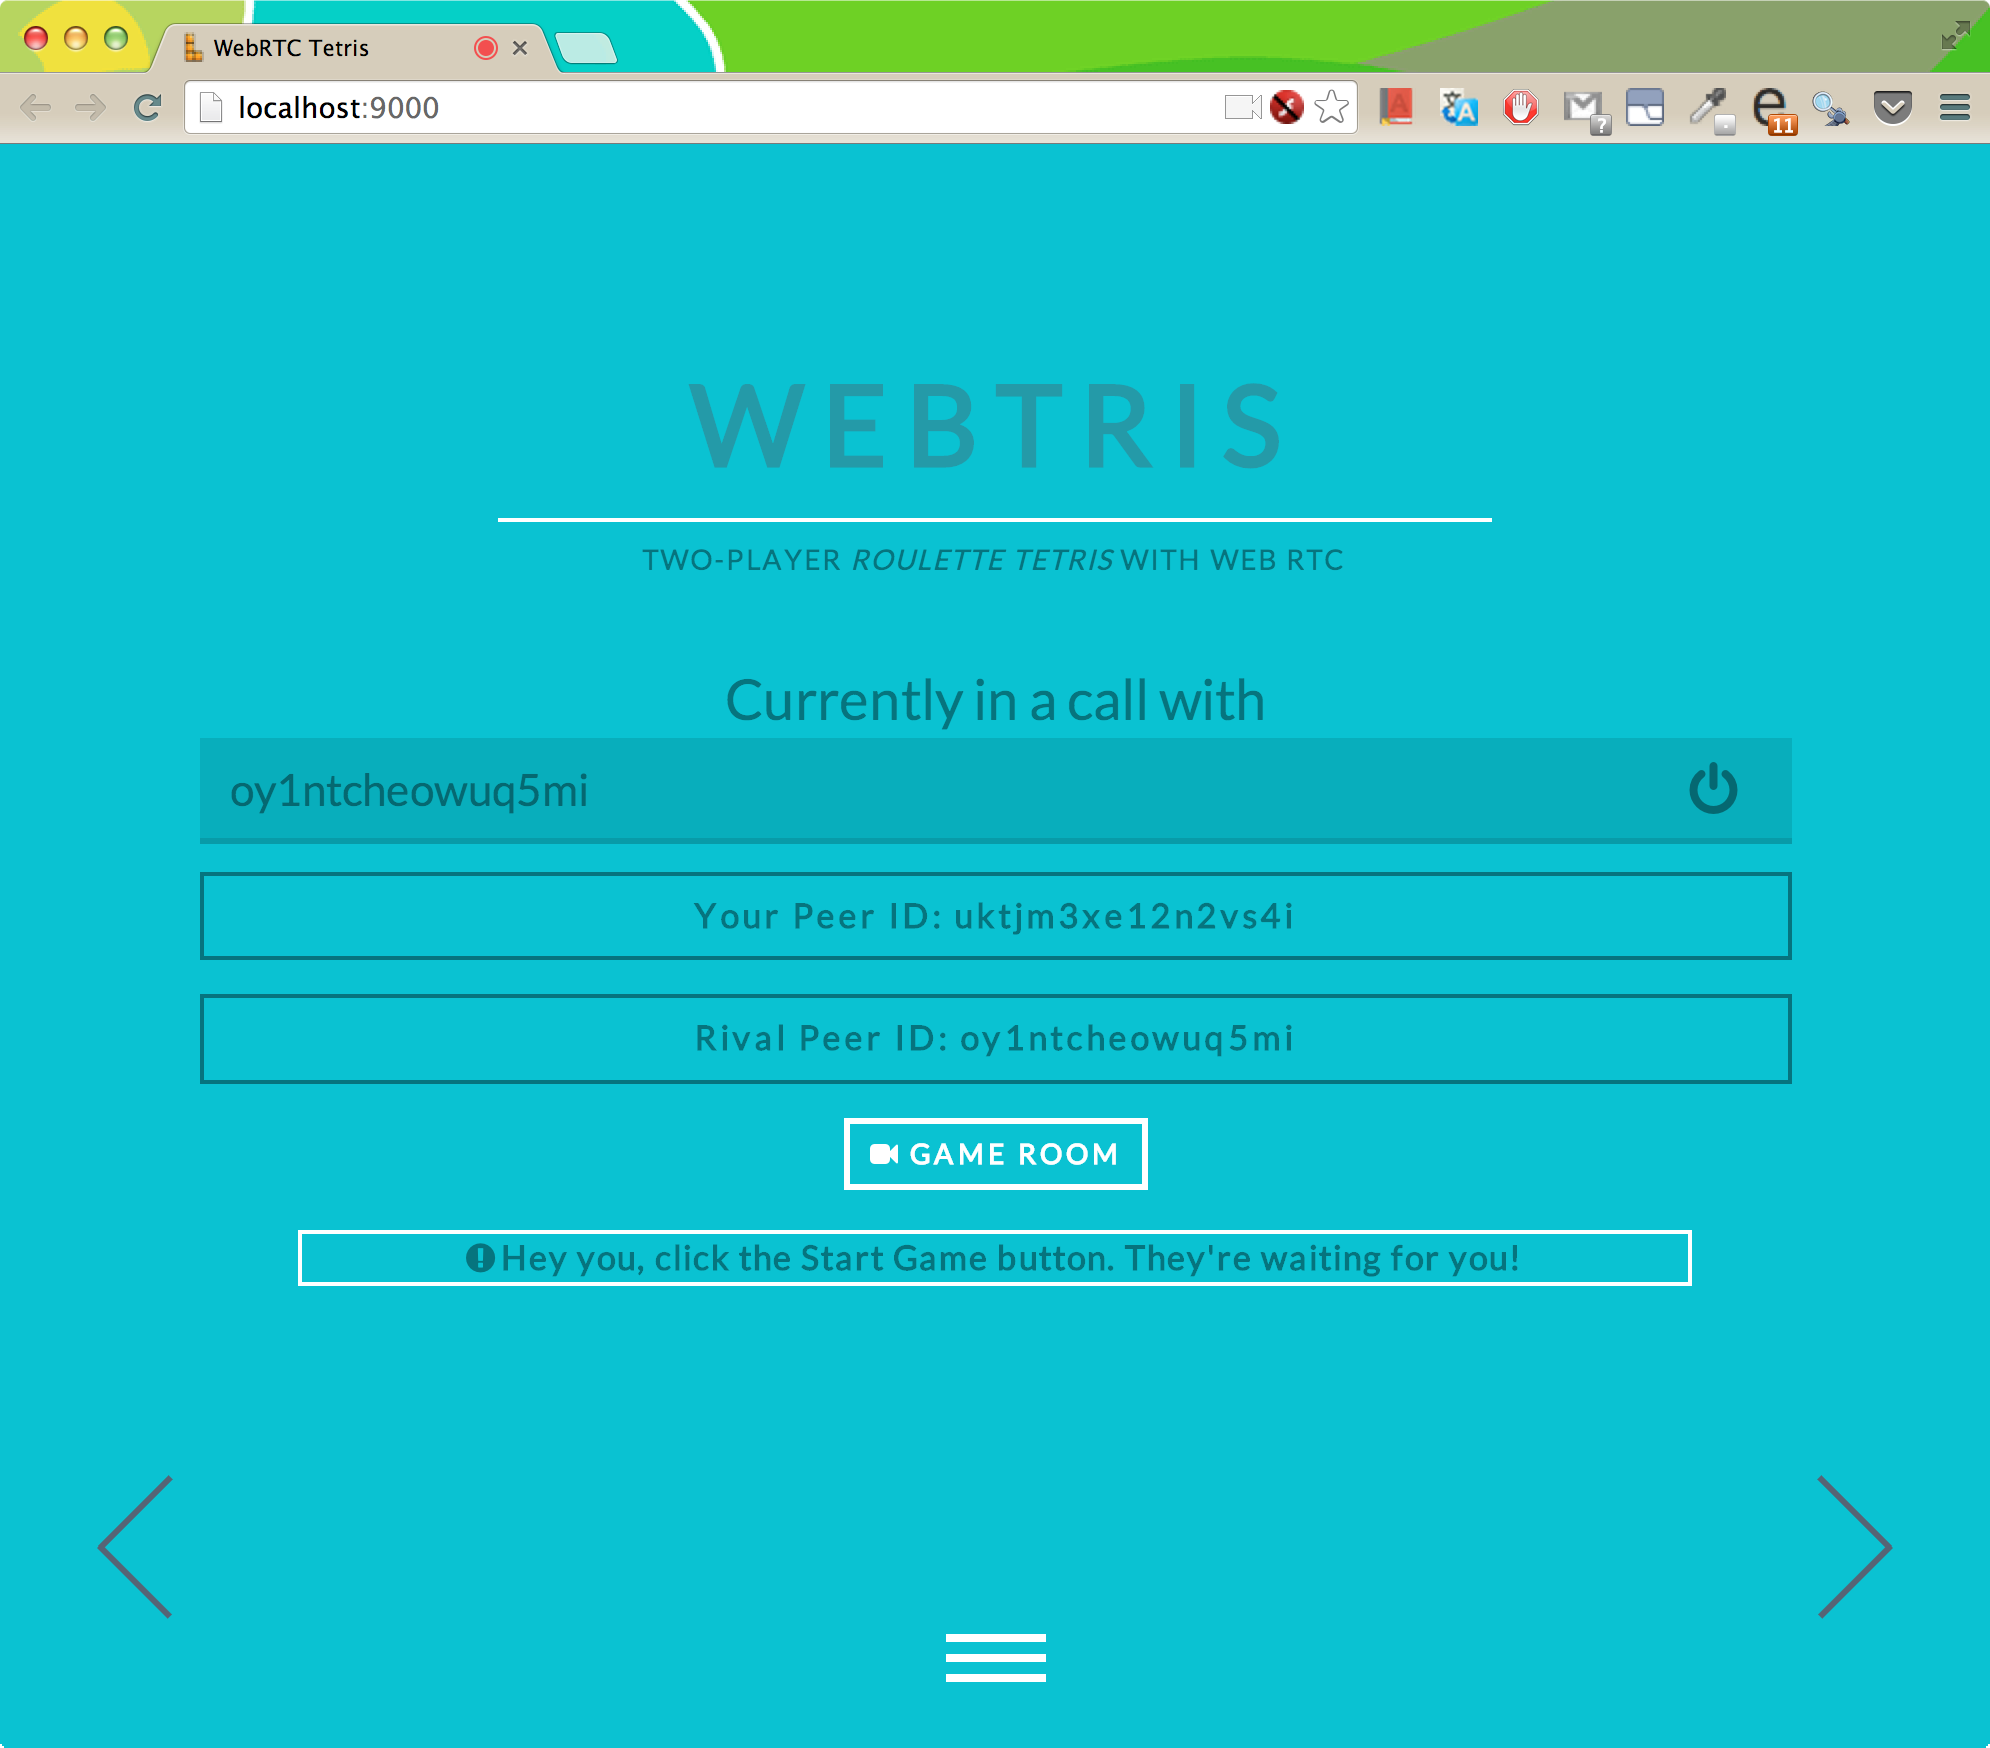 WebRTC Tetris
localhost:9000
11
WEBTRIS
TWO-PLAYER ROULETTE TETRIS WITH WEB RTC
Currently in a call with
oy1ntcheowuq5mi
Your Peer ID: uktjm3xe12n2vs4i
Rival Peer ID: oy1ntcheowuq5mi
GAME ROOM
Hey you, click the Start Game button. They're waiting for you!